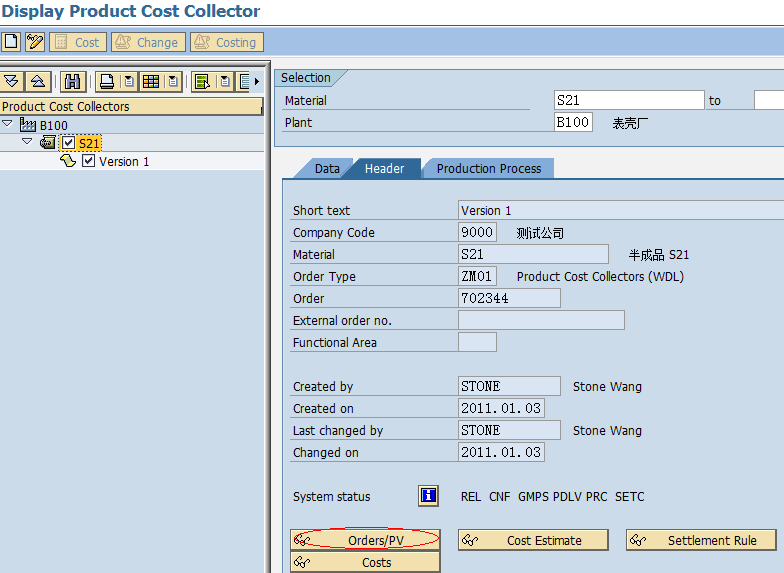 Display Product Cost Collector
Cost Change Costing
Product Cost Collectors
B100
S21
Version 1
Selection
Material S21 to
Plant B100 表壳厂
Data Header Production Process
Short text Version 1
Company Code 9000 测试公司
Material S21 半成品 S21
Order Type ZM01 Product Cost Collectors (WDL)
Order 702344
External order no.
Functional Area
Created by STONE Stone Wang
Created on 2011.01.03
Last changed by STONE Stone Wang
Changed on 2011.01.03
System status REL CNF GMPS PDLV PRC SETC
Orders/PV Cost Estimate Settlement Rule
Costs